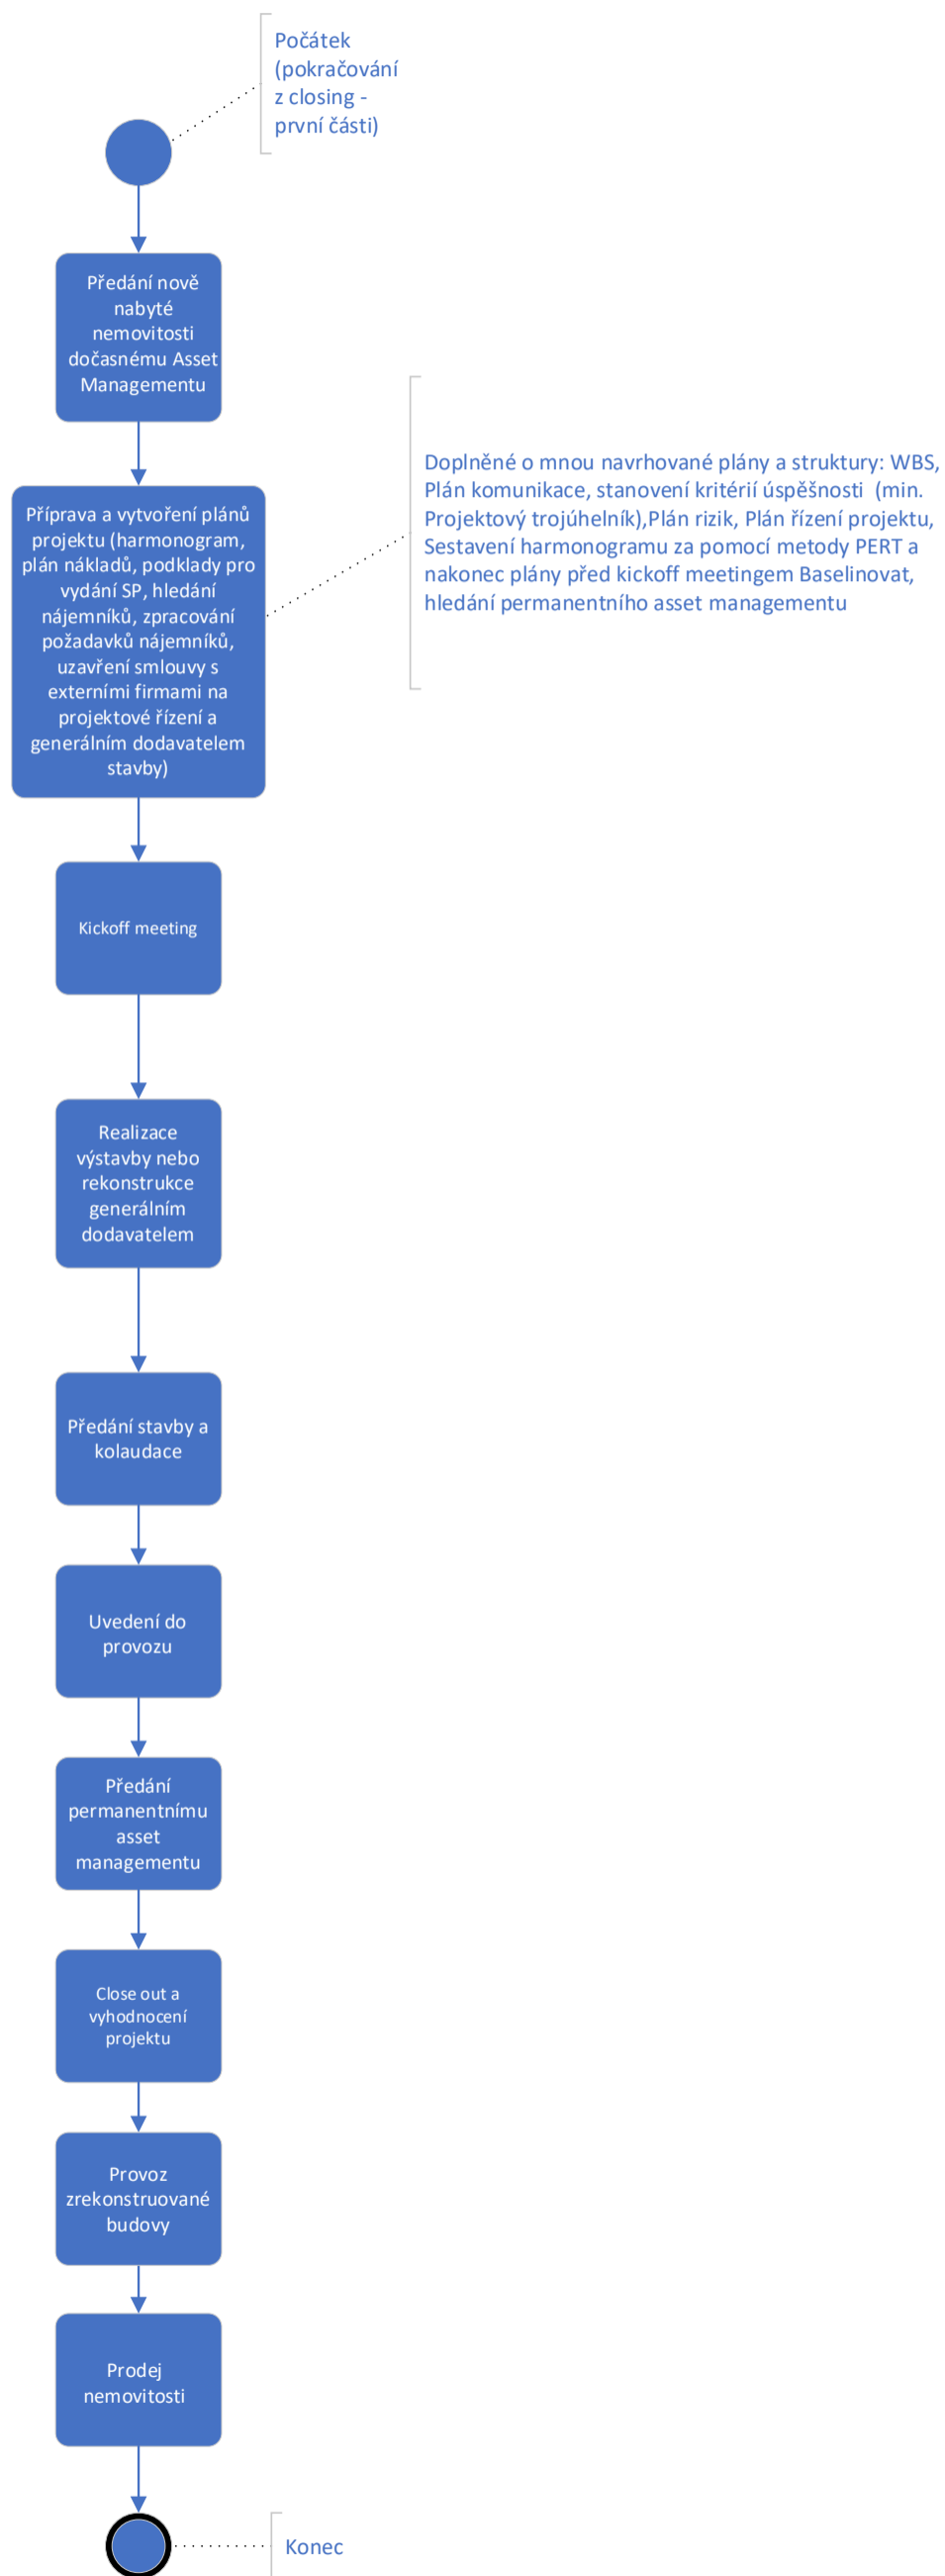 Počátek
(pokračování
z closing -
první části)
Předání nově
nabyté
nemovitosti
dočasnému Asset
Managementu
Příprava a vytvoření plánů
projektu (harmonogram,
plán nákladů, podklady pro
vydání SP, hledání
nájemníků, zpracování
požadavků nájemníků,
uzavření smlouvy s
externími firmami na
projektové řízení a
generálním dodavatelem
stavby)
Doplněné o mnou navrhované plány a struktury: WBS,
Plán komunikace, stanovení kritérií úspěšnosti  (min.
Projektový trojúhelník),Plán rizik, Plán řízení projektu,
Sestavení harmonogramu za pomocí metody PERT a
nakonec plány před kickoff meetingem Baselinovat,
hledání permanentního asset managementu
Kickoff meeting
Realizace
výstavby nebo
rekonstrukce
generálním
dodavatelem
Předání stavby a
kolaudace
Uvedení do
provozu
Předání
permanentnímu
asset
managementu
Close out a
vyhodnocení
projektu
Provoz
zrekonstruované
budovy
Prodej
nemovitosti
Konec